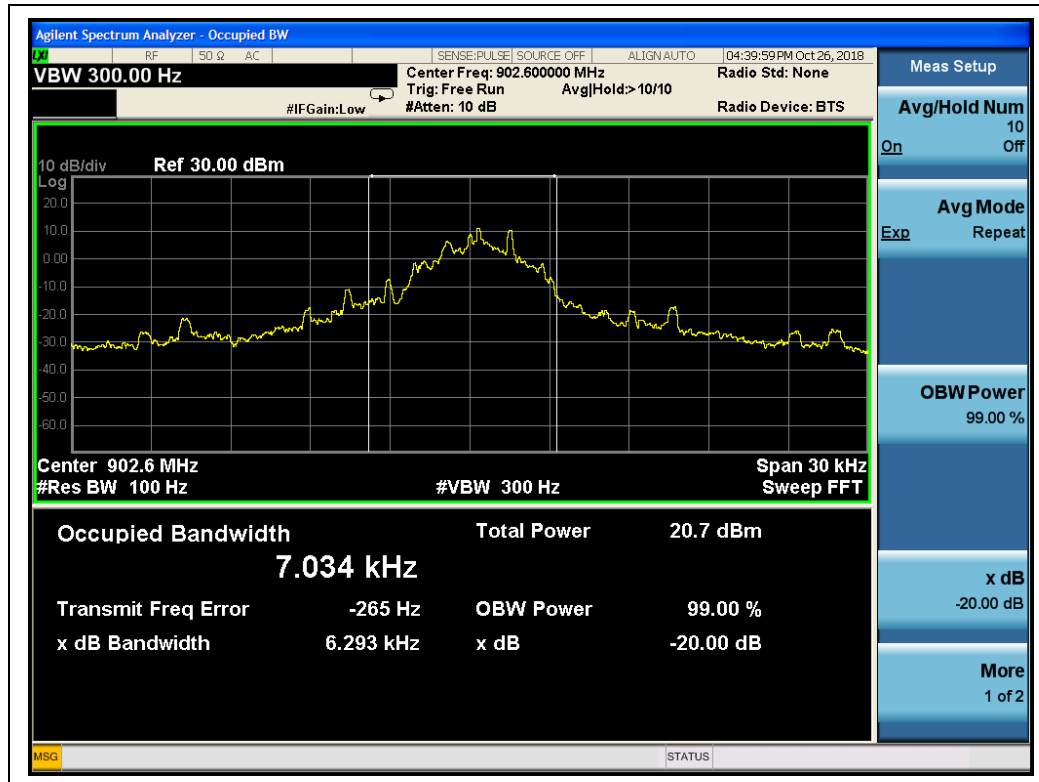 Agilent Spectrum Analyzer - Occupied BW
LXI RF 50 Ω AC SENSE:PULSE SOURCE OFF ALIGN AUTO 04:39:59 PM Oct 26, 2018
VBW 300.00 Hz
Center Freq: 902.600000 MHz
Radio Std: None
Trig: Free Run Avg|Hold:> 10/10
#IFGain:Low #Atten: 10 dB Radio Device: BTS
10 dB/div Ref 30.00 dBm
Log
20.0
10.0
0.00
-10.0
-20.0
-30.0
-40.0
-50.0
-60.0
Center 902.6 MHz Span 30 kHz
#Res BW 100 Hz #VBW 300 Hz Sweep FFT
Occupied Bandwidth Total Power 20.7 dBm
7.034 kHz
Transmit Freq Error -265 Hz OBW Power 99.00 %
x dB Bandwidth 6.293 kHz x dB -20.00 dB
Meas Setup
Avg/Hold Num
10
On Off
Avg Mode
Exp Repeat
OBW Power
99.00 %
x dB
-20.00 dB
More
1 of 2
MSG STATUS